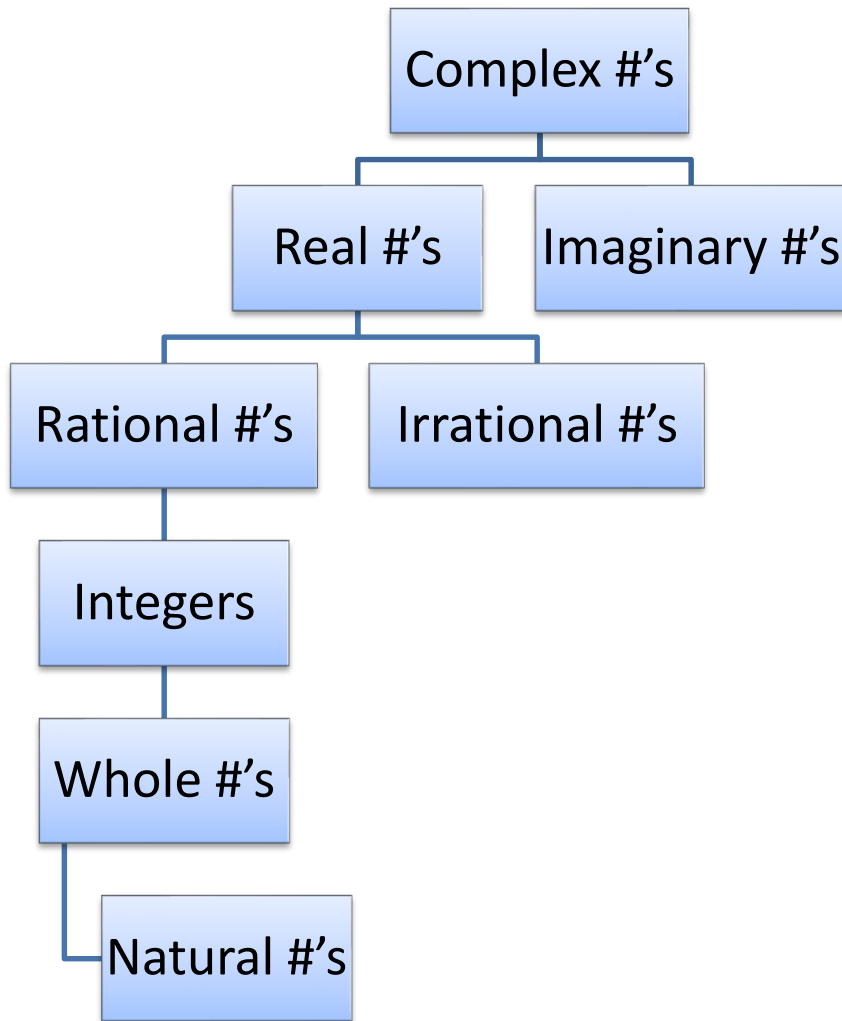 Complex #’s
Real #’s
Imaginary #’s
Rational #’s
Irrational #’s
Integers
Whole #’s
Natural #’s